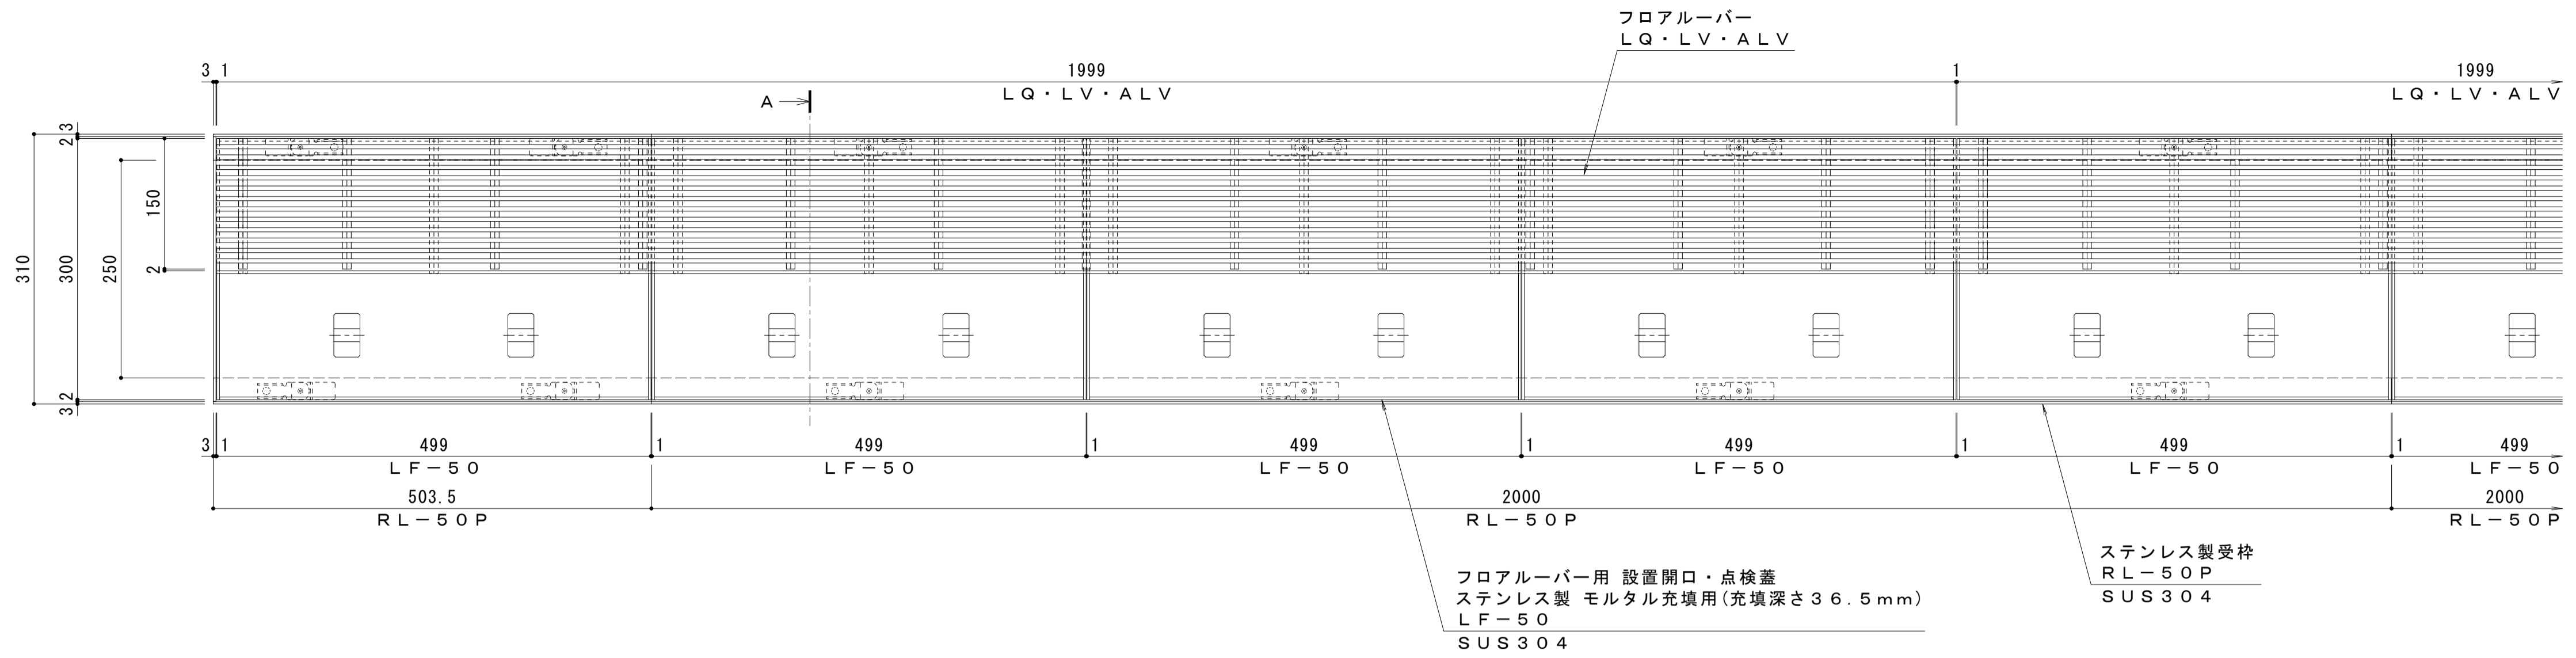 フロアルーバー
ＬＱ・ＬＶ・ＡＬＶ
3 1 1999 1 1999
ＬＱ・ＬＶ・ＡＬＶ ＬＱ・ＬＶ・ＡＬＶ
A
3
2
150
310 300 250
2
2
3
3 1 499 1 499 1 499 1 499 1 499 1 499
ＬＦ－５０ ＬＦ－５０ ＬＦ－５０ ＬＦ－５０ ＬＦ－５０ ＬＦ－５０
503.5 2000 2000
ＲＬ－５０Ｐ ＲＬ－５０Ｐ ＲＬ－５０Ｐ
フロアルーバー用 設置開口・点検蓋
ステンレス製 モルタル充填用(充填深さ３６．５mm)
ＬＦ－５０
ＳＵＳ３０４
ステンレス製受枠
ＲＬ－５０Ｐ
ＳＵＳ３０４